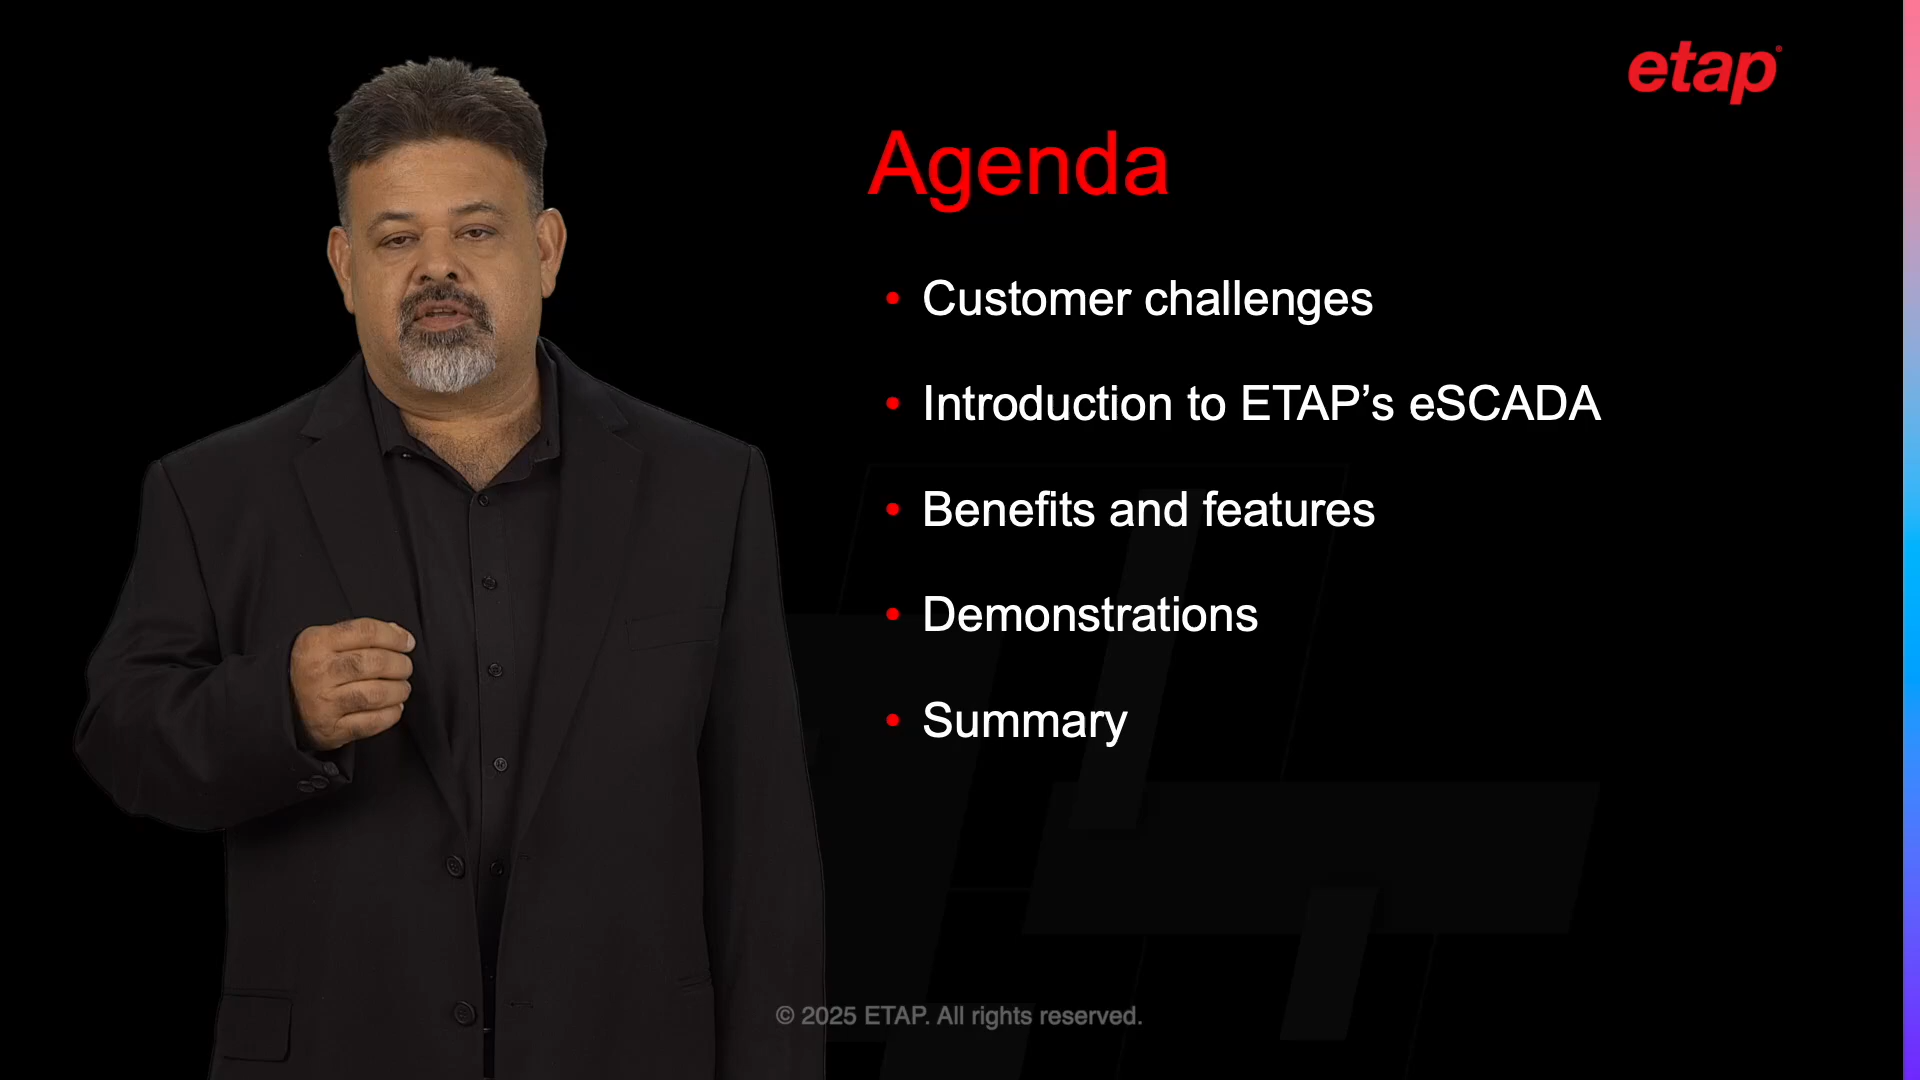 etap
Agenda
• Customer challenges
• Introduction to ETAP’s eSCADA
• Benefits and features
• Demonstrations
• Summary
© 2025 ETAP. All rights reserved.